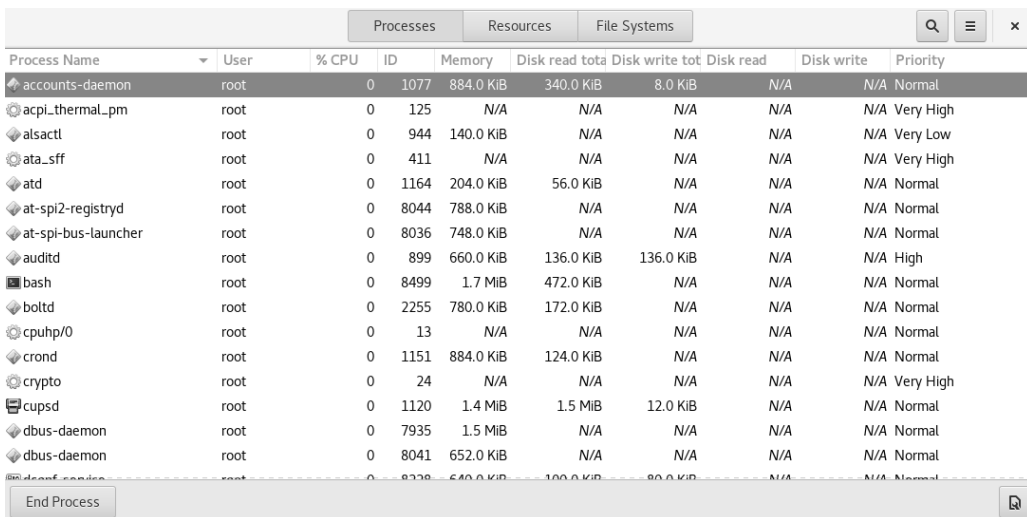 Processes Resources File Systems
Process Name User % CPU ID Memory Disk read tota Disk write tot Disk read Disk write Priority
accounts-daemon root 0 1077 884.0 KiB 340.0 KiB 8.0 KiB N/A N/A Normal
acpi_thermal_pm root 0 125 N/A N/A N/A N/A N/A Very High
alsactl root 0 944 140.0 KiB N/A N/A N/A N/A Very Low
ata_sff root 0 411 N/A N/A N/A N/A N/A Very High
atd root 0 1164 204.0 KiB 56.0 KiB N/A N/A N/A Normal
at-spi2-registryd root 0 8044 788.0 KiB N/A N/A N/A N/A Normal
at-spi-bus-launcher root 0 8036 748.0 KiB N/A N/A N/A N/A Normal
auditd root 0 899 660.0 KiB 136.0 KiB 136.0 KiB N/A N/A High
bash root 0 8499 1.7 MiB 472.0 KiB N/A N/A N/A Normal
boltd root 0 2255 780.0 KiB 172.0 KiB N/A N/A N/A Normal
cpuhp/0 root 0 13 N/A N/A N/A N/A N/A Normal
crond root 0 1151 884.0 KiB 124.0 KiB N/A N/A N/A Normal
crypto root 0 24 N/A N/A N/A N/A N/A Very High
cupsd root 0 1120 1.4 MiB 1.5 MiB 12.0 KiB N/A N/A Normal
dbus-daemon root 0 7935 1.5 MiB N/A N/A N/A N/A Normal
dbus-daemon root 0 8041 652.0 KiB N/A N/A N/A N/A Normal
End Process